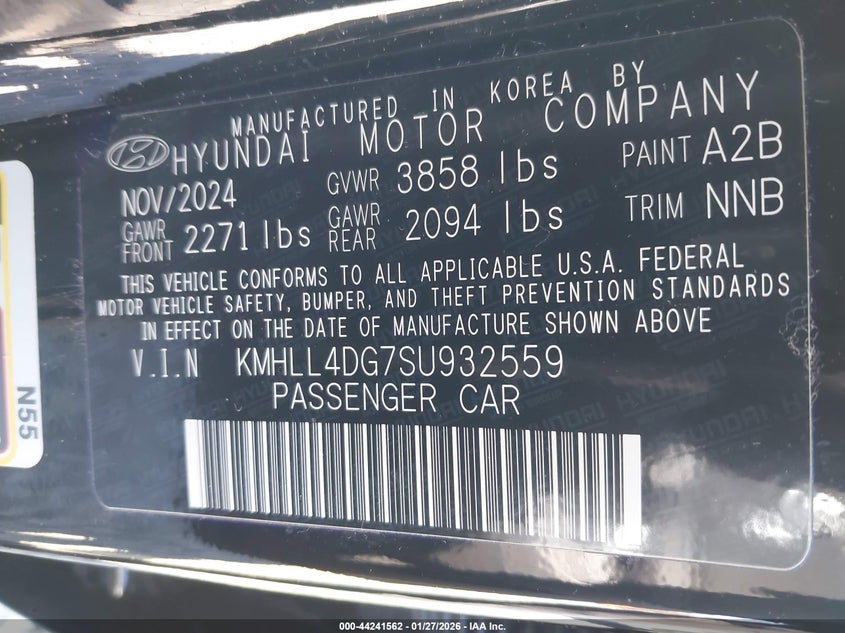 MANUFACTURED IN KOREA BY
HYUNDAI MOTOR COMPANY
NOV/2024 GVWR 3858 lbs PAINT A2B
GAWR FRONT 2271 lbs GAWR REAR 2094 lbs TRIM NNB
THIS VEHICLE CONFORMS TO ALL APPLICABLE U.S.A. FEDERAL
MOTOR VEHICLE SAFETY, BUMPER, AND THEFT PREVENTION STANDARDS
IN EFFECT ON THE DATE OF MANUFACTURE SHOWN ABOVE
V.I.N KMHLL4DG7SU932559
PASSENGER CAR
N55
000-44241562 - 01/27/2026 - IAA Inc.